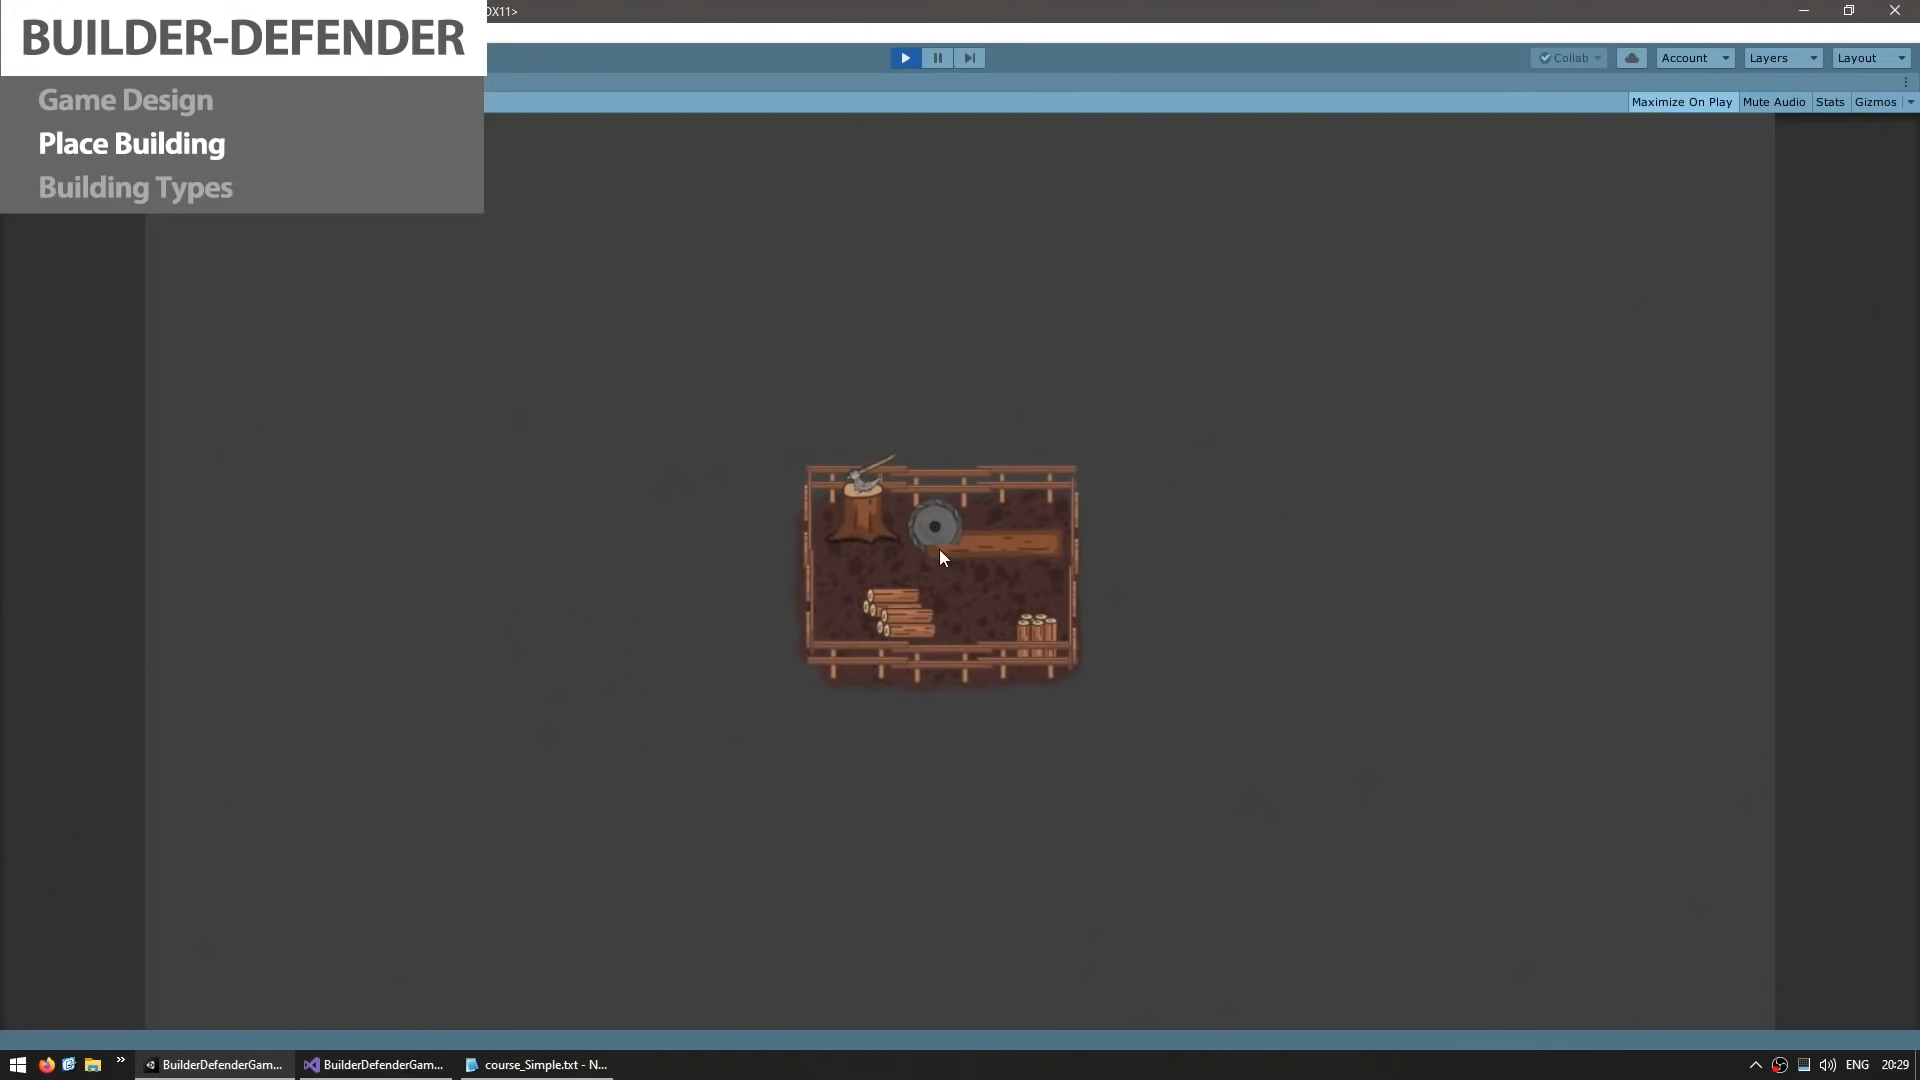 BUILDER-DEFENDER
DX11>
Game Design
Place Building
Building Types
Collab
Account
Layers
Layout
Maximize On Play
Mute Audio
Stats
Gizmos
BuilderDefenderGam...
BuilderDefenderGam...
course_Simple.txt - N...
ENG
20:29